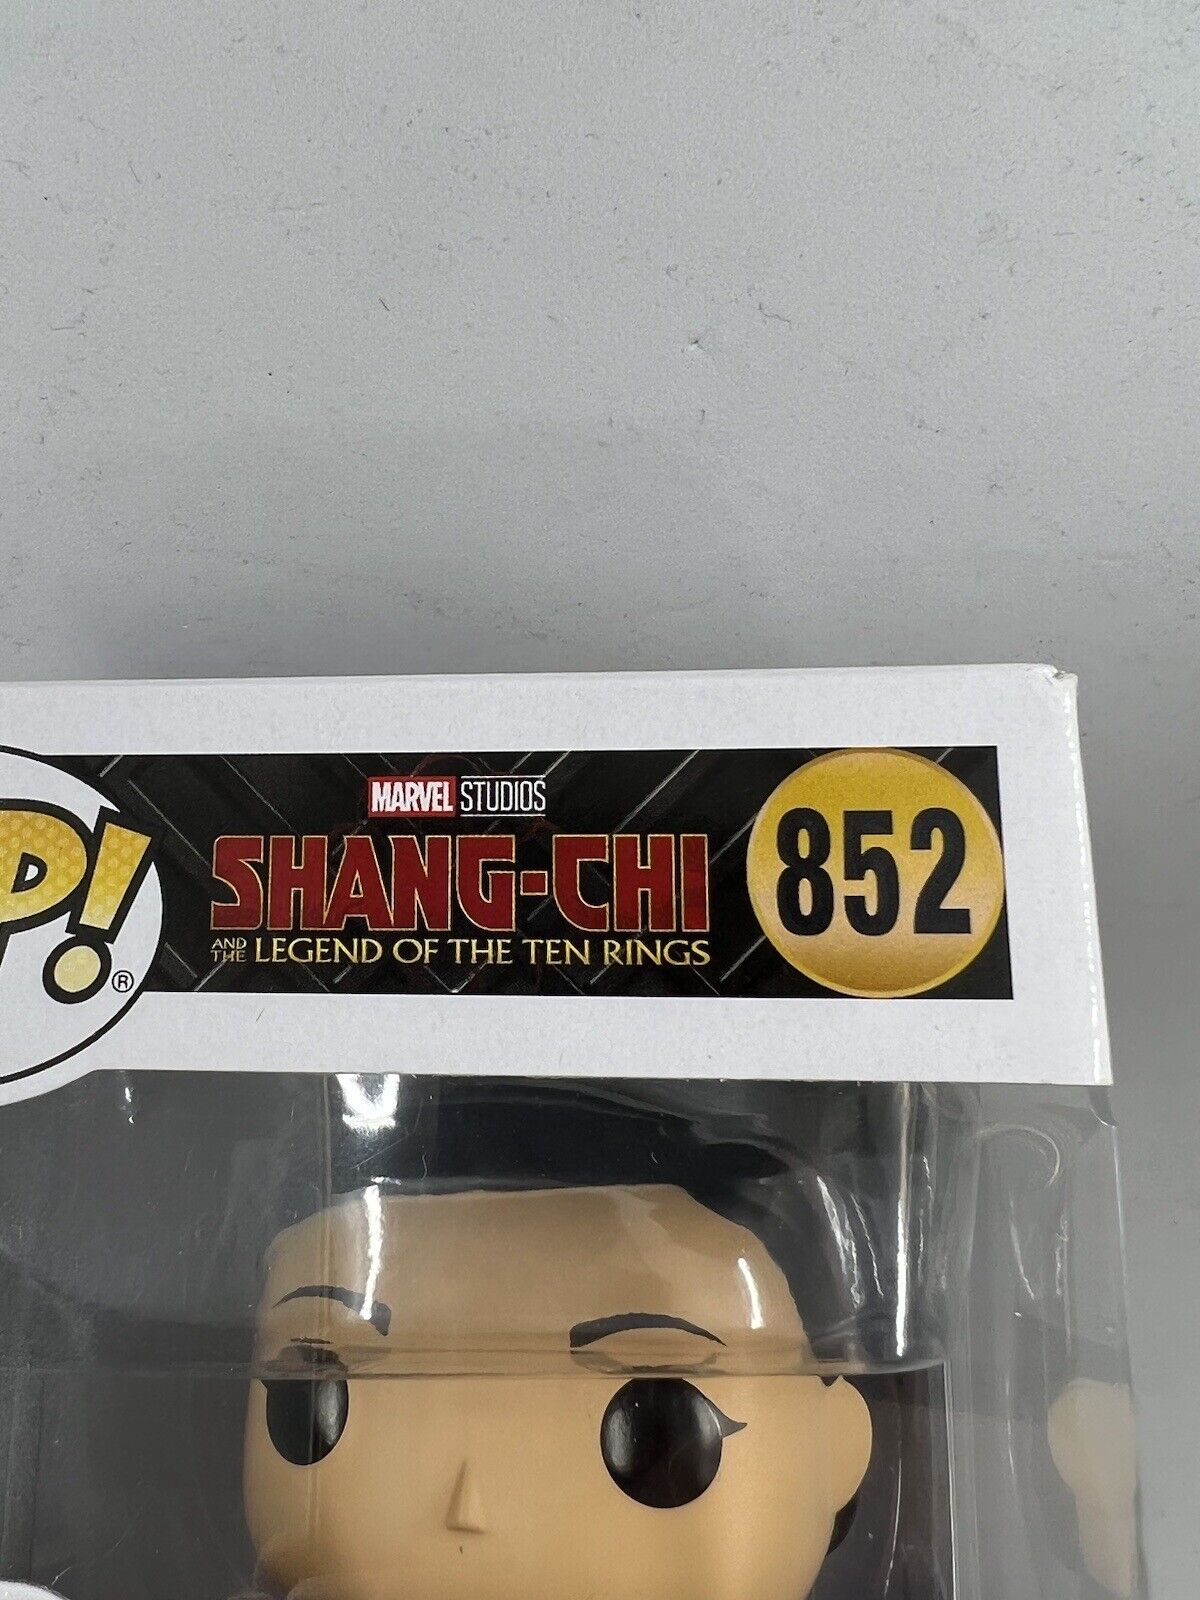 P!®
MARVEL STUDIOS
SHANG-CHI
AND THE LEGEND OF THE TEN RINGS
852